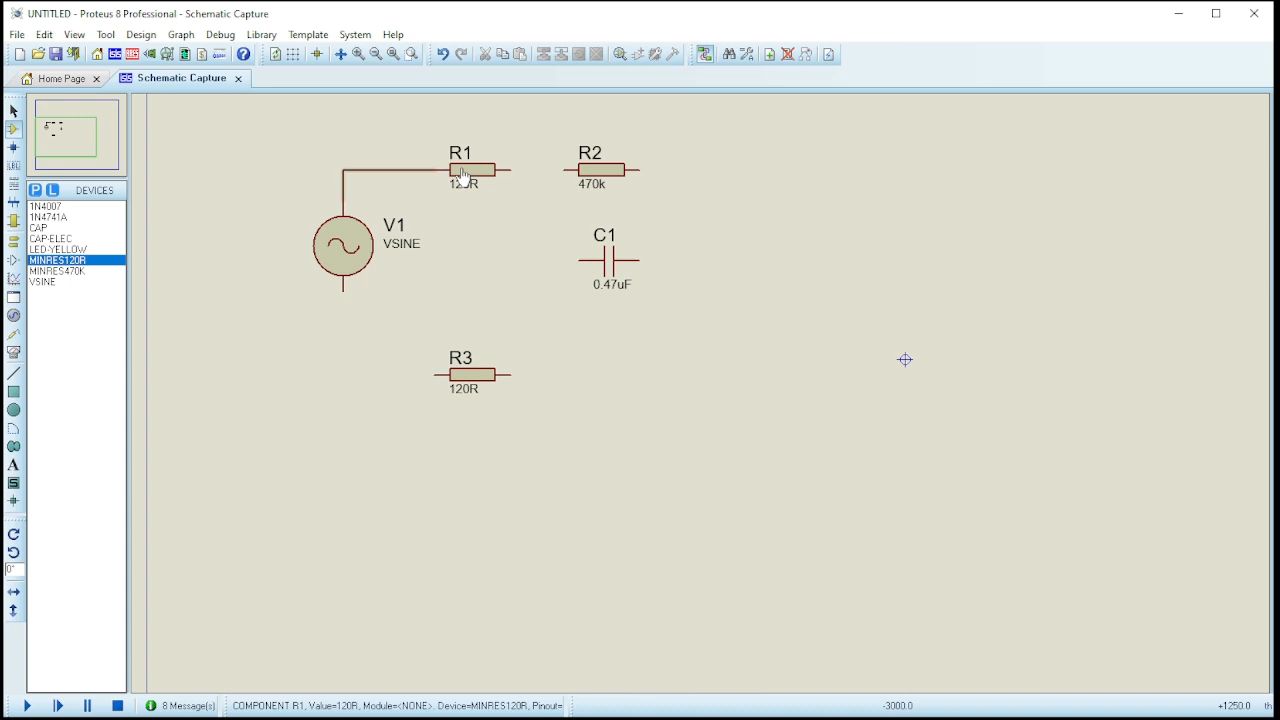 UNTITLED - Proteus 8 Professional - Schematic Capture
File Edit View Tool Design Graph Debug Library Template System Help
Home Page
Schematic Capture
P L DEVICES
1N4007
1N4741A
CAP
CAP-ELEC
LED-YELLOW
MINRES120R
MINRES470K
VSINE
LBL
A
S
0°
R1
R2
470k
V1
VSINE
C1
0.47uF
R3
120R
8 Message(s)
COMPONENT R1, Value=120R, Module=<NONE> Device=MINRES120R, Pinout=
-3000.0
+1250.0 th